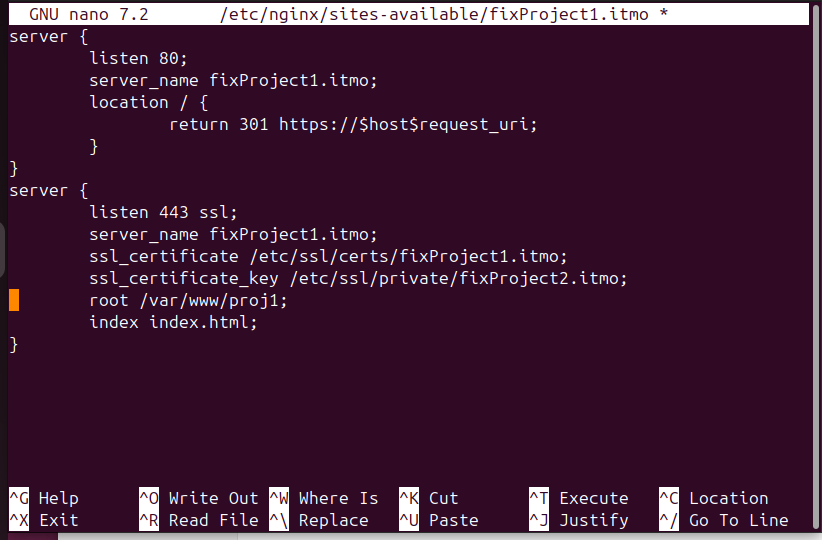 GNU nano 7.2 /etc/nginx/sites-available/fixProject1.itmo *
server {
listen 80;
server_name fixProject1.itmo;
location / {
return 301 https://$host$request_uri;
}
}
server {
listen 443 ssl;
server_name fixProject1.itmo;
ssl_certificate /etc/ssl/certs/fixProject1.itmo;
ssl_certificate_key /etc/ssl/private/fixProject2.itmo;
root /var/www/proj1;
index index.html;
}
^G Help ^O Write Out ^W Where Is ^K Cut ^T Execute ^C Location
^X Exit ^R Read File ^\ Replace ^U Paste ^J Justify ^/ Go To Line